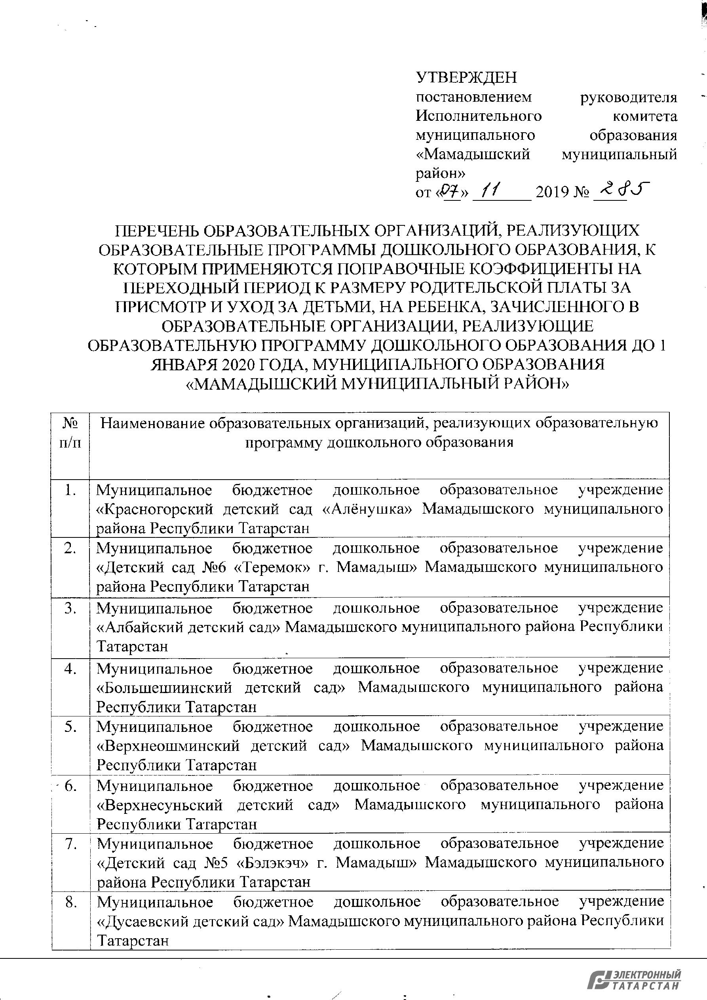 УТВЕРЖДЕН
постановлением руководителя
Исполнительного комитета
муниципального образования
«Мамадышский муниципальный
район»
от «07» 11 2019 № 285
ПЕРЕЧЕНЬ ОБРАЗОВАТЕЛЬНЫХ ОРГАНИЗАЦИЙ, РЕАЛИЗУЮЩИХ
ОБРАЗОВАТЕЛЬНЫЕ ПРОГРАММЫ ДОШКОЛЬНОГО ОБРАЗОВАНИЯ, К
КОТОРЫМ ПРИМЕНЯЮТСЯ ПОПРАВОЧНЫЕ КОЭФФИЦИЕНТЫ НА
ПЕРЕХОДНЫЙ ПЕРИОД К РАЗМЕРУ РОДИТЕЛЬСКОЙ ПЛАТЫ ЗА
ПРИСМОТР И УХОД ЗА ДЕТЬМИ, НА РЕБЕНКА, ЗАЧИСЛЕННОГО В
ОБРАЗОВАТЕЛЬНЫЕ ОРГАНИЗАЦИИ, РЕАЛИЗУЮЩИЕ
ОБРАЗОВАТЕЛЬНУЮ ПРОГРАММУ ДОШКОЛЬНОГО ОБРАЗОВАНИЯ ДО 1
ЯНВАРЯ 2020 ГОДА, МУНИЦИПАЛЬНОГО ОБРАЗОВАНИЯ
«МАМАДЫШСКИЙ МУНИЦИПАЛЬНЫЙ РАЙОН»
№ Наименование образовательных организаций, реализующих образовательную
п/п программу дошкольного образования
1. Муниципальное бюджетное дошкольное образовательное учреждение
«Красногорский детский сад «Алёнушка» Мамадышского муниципального
района Республики Татарстан
2. Муниципальное бюджетное дошкольное образовательное учреждение
«Детский сад №6 «Теремок» г. Мамадыш» Мамадышского муниципального
района Республики Татарстан
3. Муниципальное бюджетное дошкольное образовательное учреждение
«Албайский детский сад» Мамадышского муниципального района Республики
Татарстан
4. Муниципальное бюджетное дошкольное образовательное учреждение
«Большешиинский детский сад» Мамадышского муниципального района
Республики Татарстан
5. Муниципальное бюджетное дошкольное образовательное учреждение
«Верхнеошминский детский сад» Мамадышского муниципального района
Республики Татарстан
6. Муниципальное бюджетное дошкольное образовательное учреждение
«Верхнесуньский детский сад» Мамадышского муниципального района
Республики Татарстан
7. Муниципальное бюджетное дошкольное образовательное учреждение
«Детский сад №5 «Бэлэкэч» г. Мамадыш» Мамадышского муниципального
района Республики Татарстан
8. Муниципальное бюджетное дошкольное образовательное учреждение
«Дусаевский детский сад» Мамадышского муниципального района Республики
Татарстан
ЭЛЕКТРОННЫЙ
ТАТАРСТАН